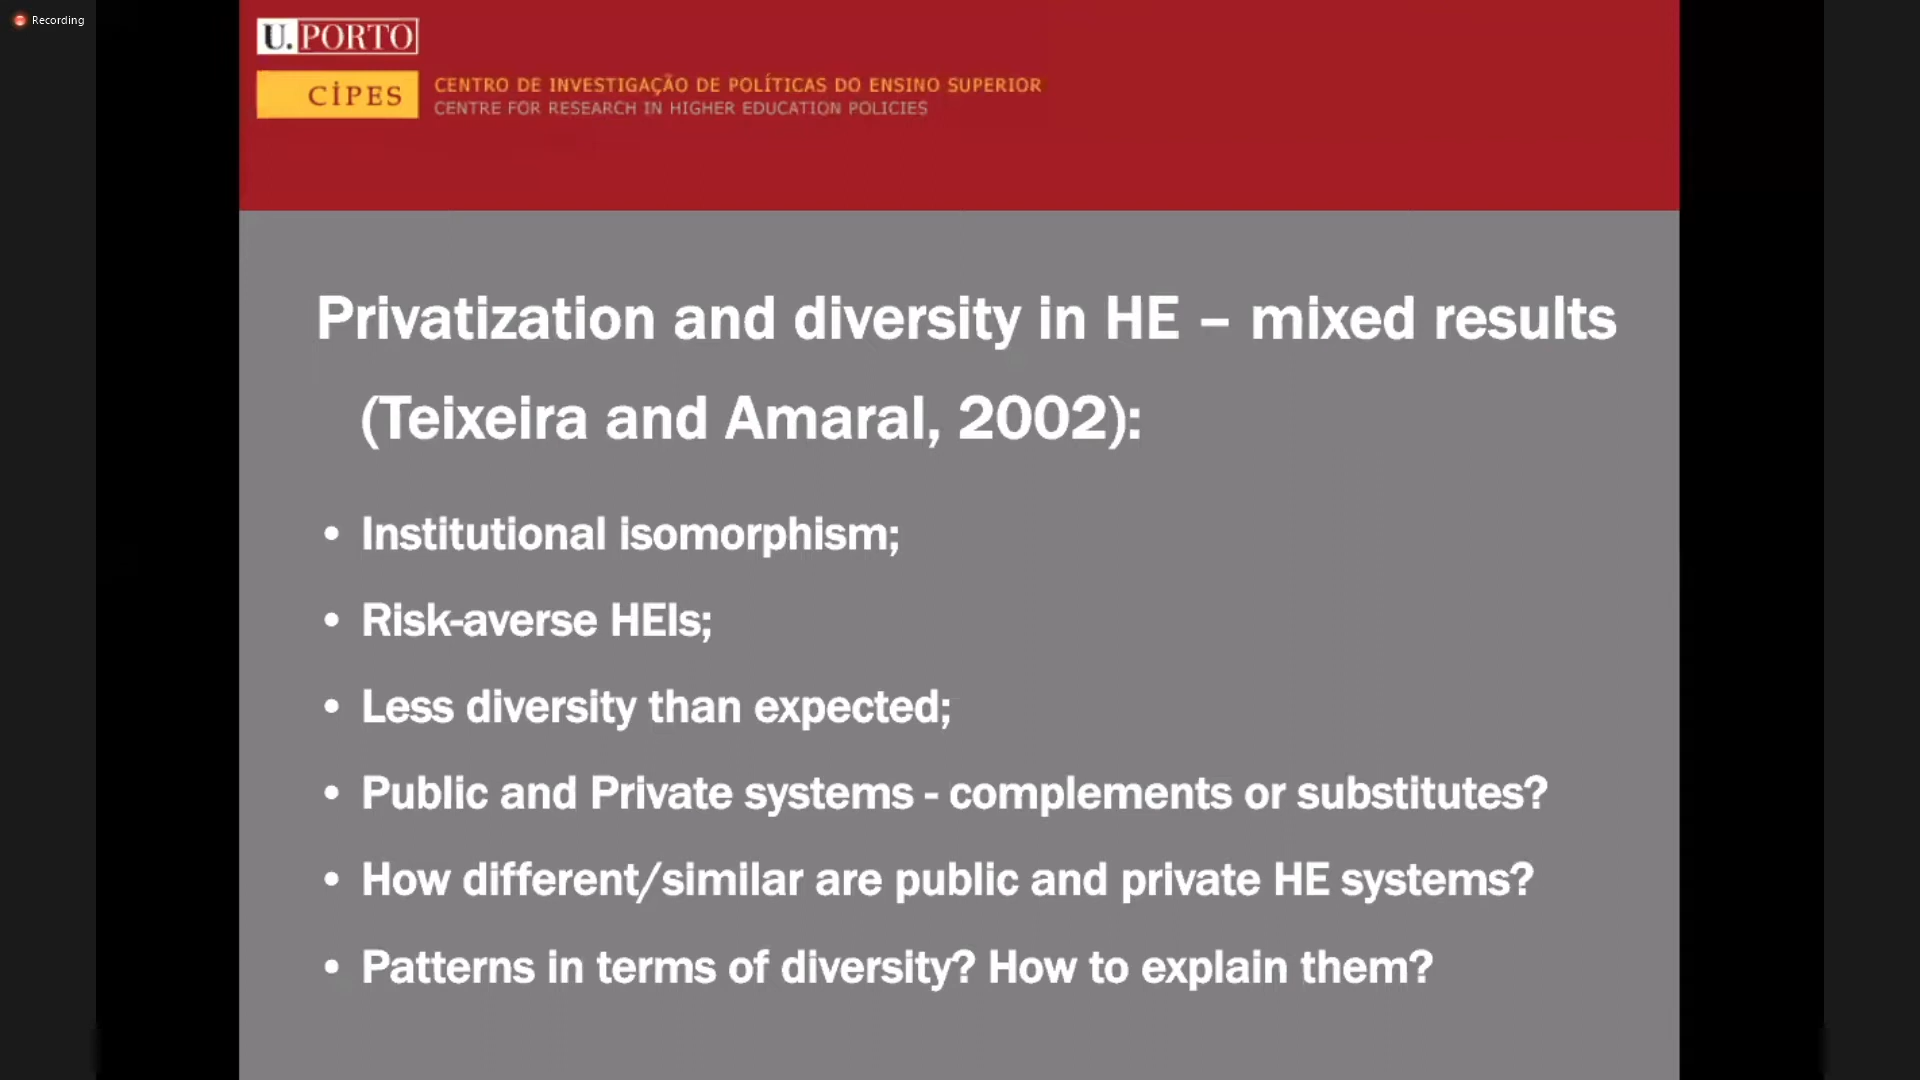 Recording
U. PORTO
CİPES
CENTRO DE INVESTIGAÇÃO DE POLÍTICAS DO ENSINO SUPERIOR
CENTRE FOR RESEARCH IN HIGHER EDUCATION POLICIES
Privatization and diversity in HE – mixed results
(Teixeira and Amaral, 2002):
• Institutional isomorphism;
• Risk-averse HEIs;
• Less diversity than expected;
• Public and Private systems - complements or substitutes?
• How different/similar are public and private HE systems?
• Patterns in terms of diversity? How to explain them?